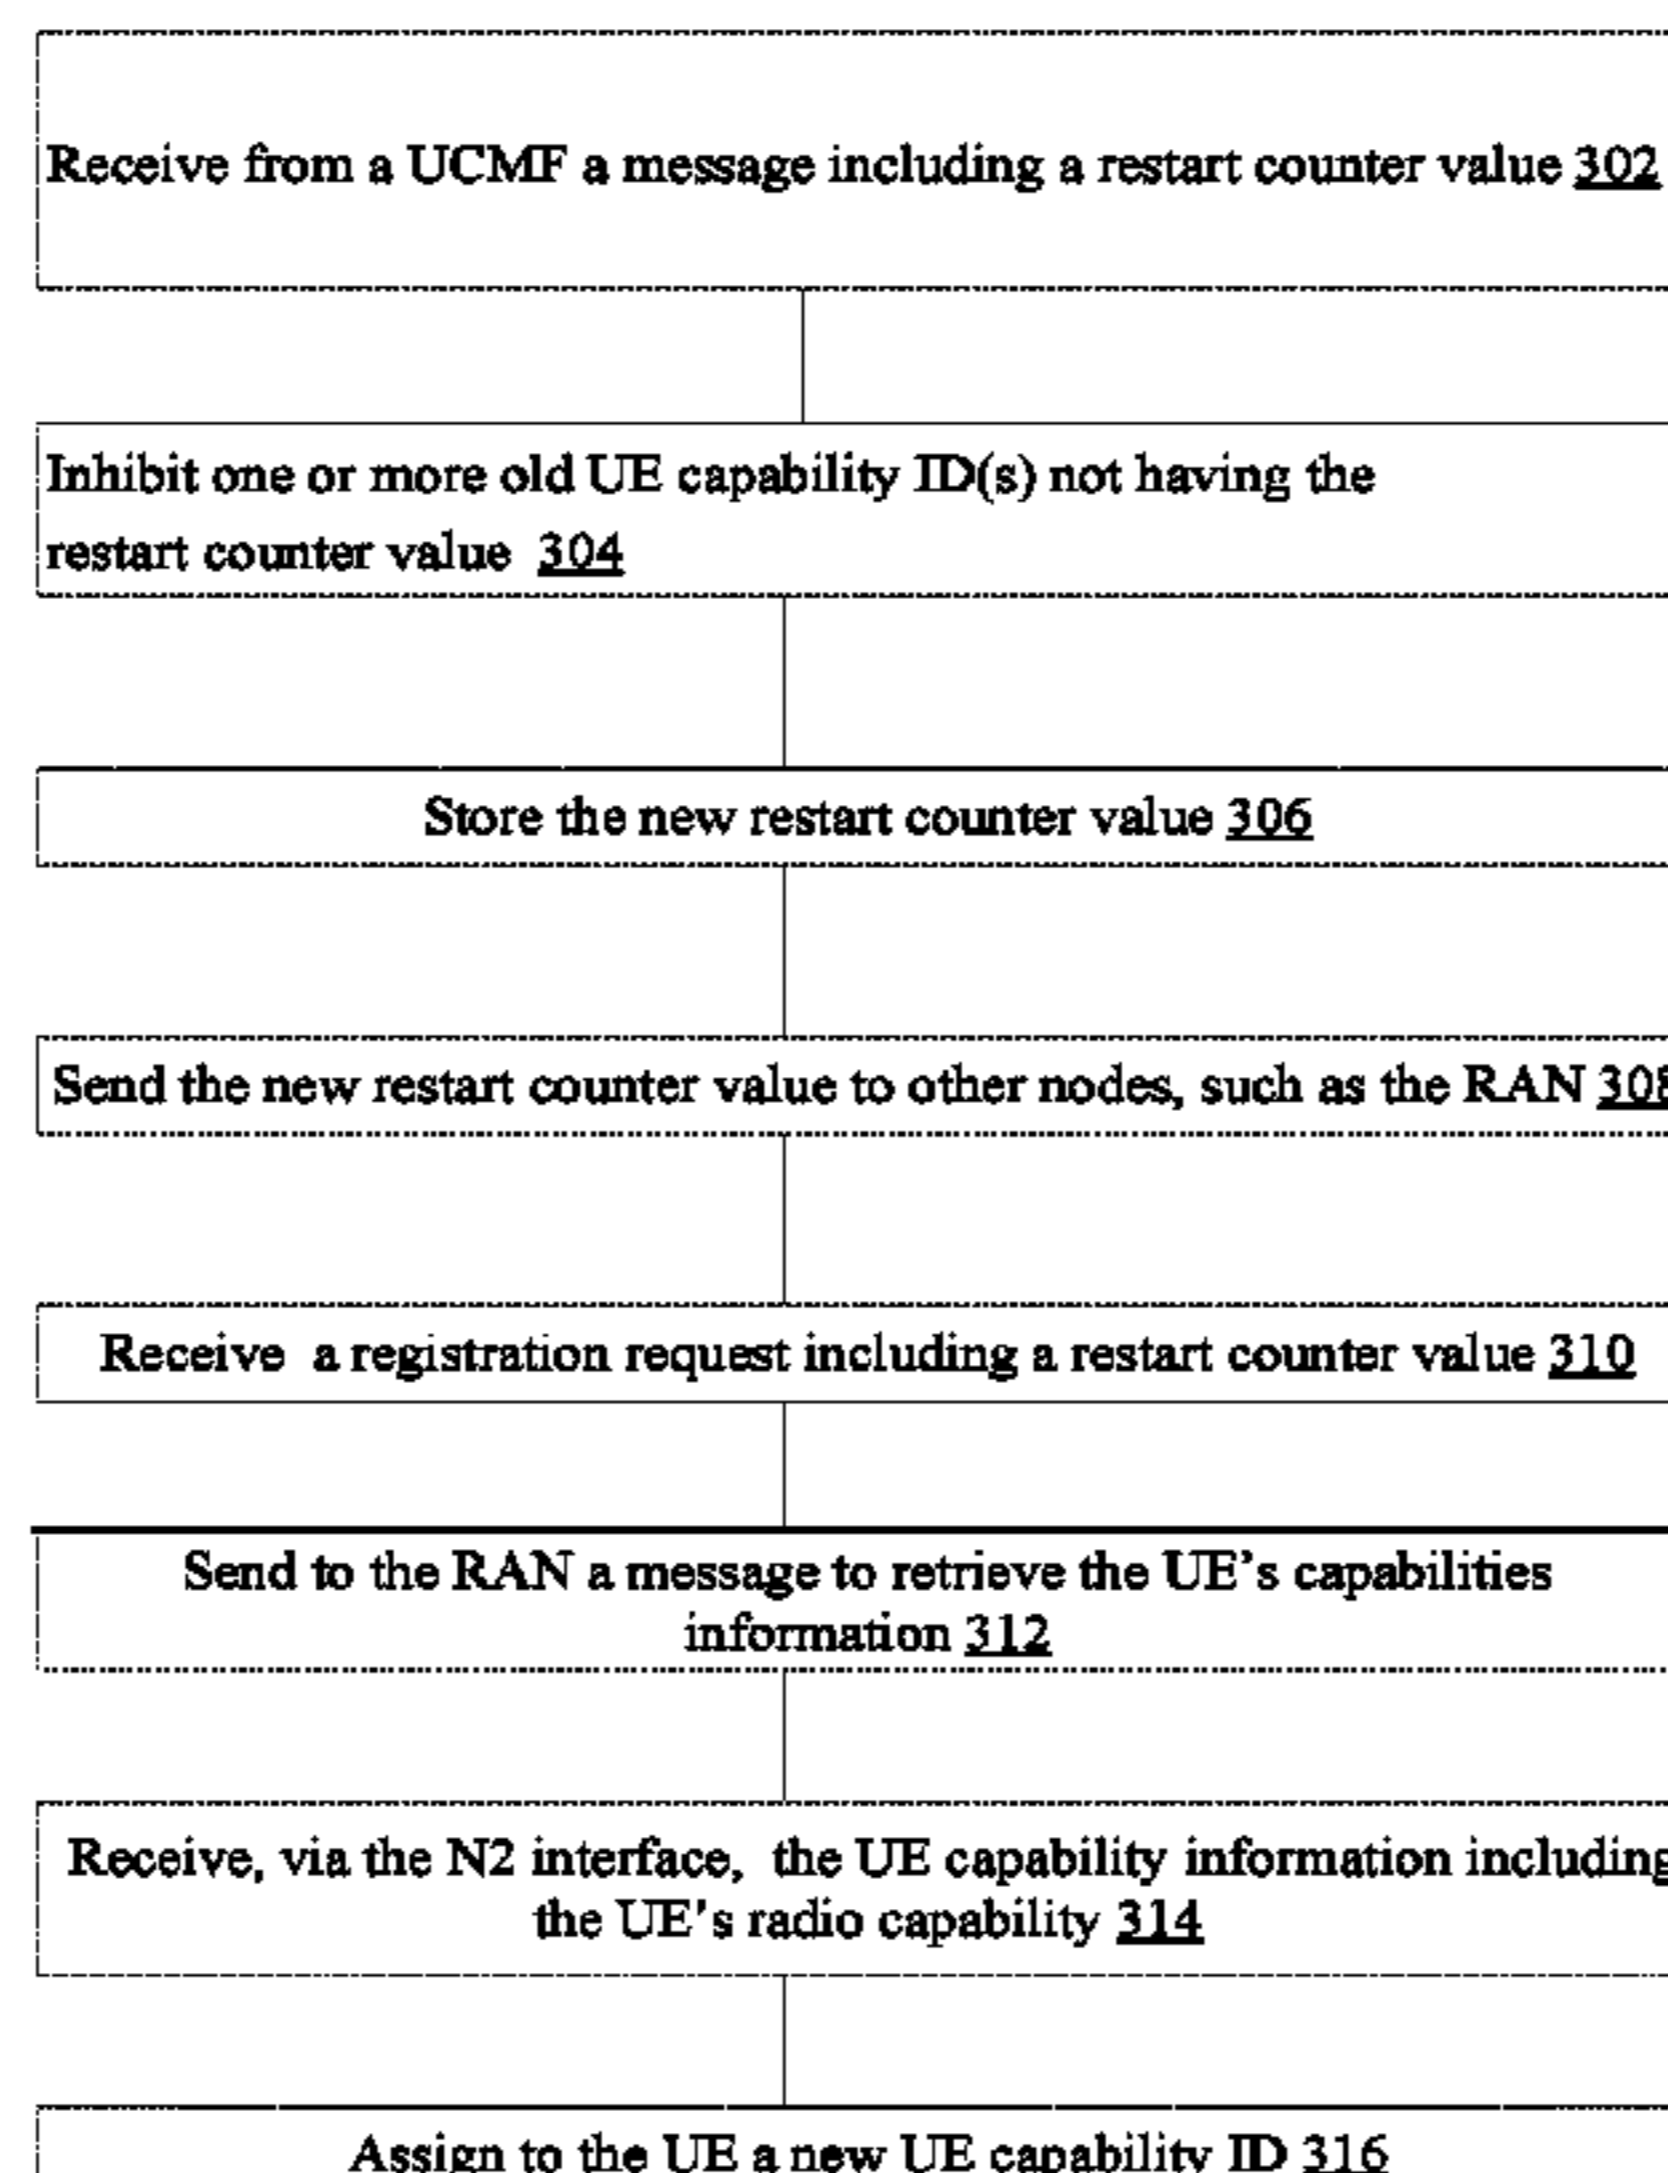 Receive from a UCMF a message including a restart counter value 302
Inhibit one or more old UE capability ID(s) not having the
restart counter value 304
Store the new restart counter value 306
Send the new restart counter value to other nodes, such as the RAN 308
Receive a registration request including a restart counter value 310
Send to the RAN a message to retrieve the UE’s capabilities
information 312
Receive, via the N2 interface, the UE capability information including
the UE's radio capability 314
Assign to the UE a new UE capability ID 316